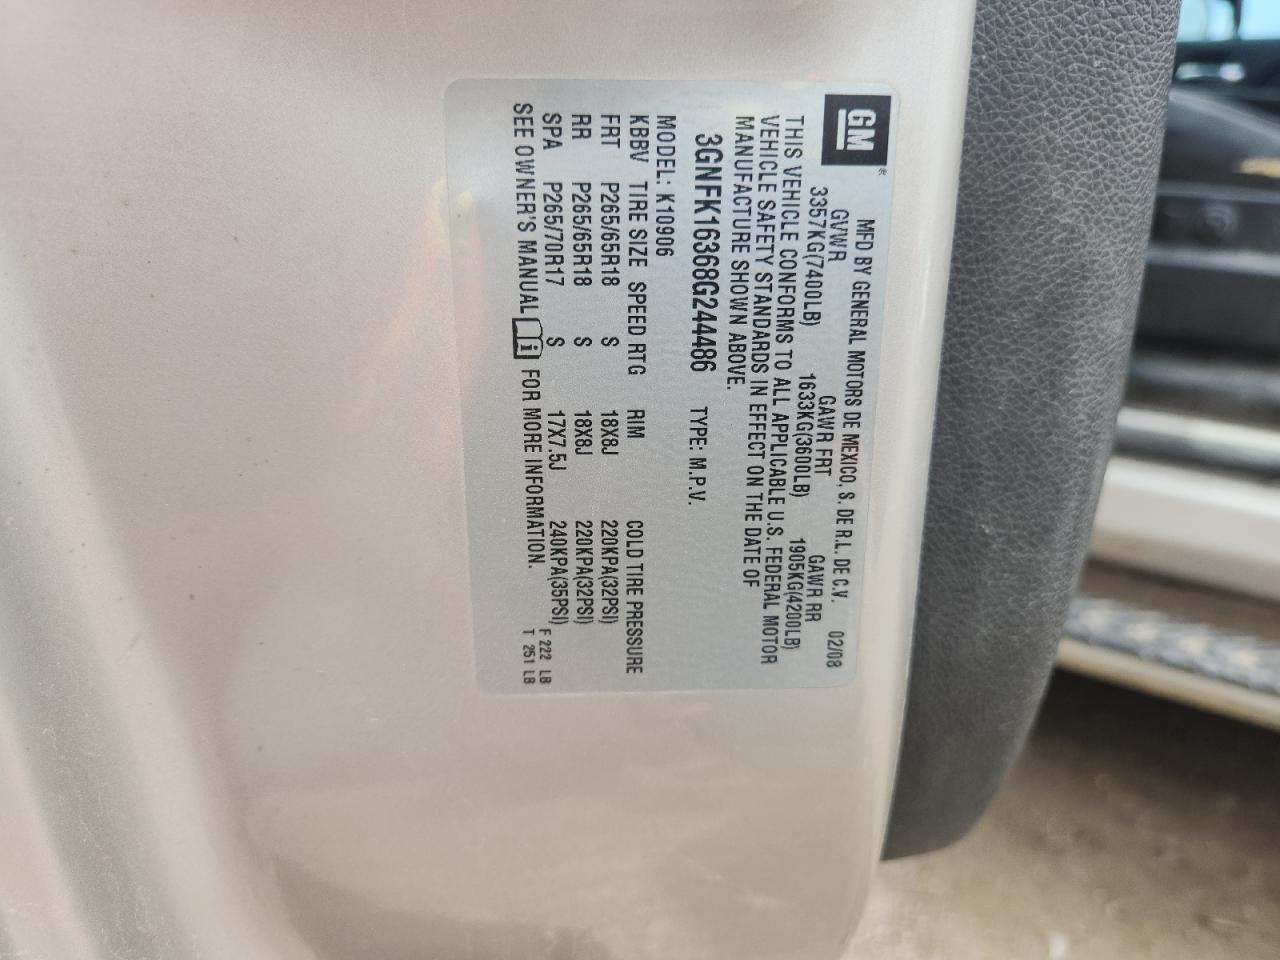 GM®
MFD BY GENERAL MOTORS DE MEXICO, S. DE R.L. DE C.V. 02/08
GVWR GAWR FRT GAWR RR
3357KG(7400LB) 1633KG(3600LB) 1905KG(4200LB)
THIS VEHICLE CONFORMS TO ALL APPLICABLE U.S. FEDERAL MOTOR
VEHICLE SAFETY STANDARDS IN EFFECT ON THE DATE OF
MANUFACTURE SHOWN ABOVE.
3GNFK16368G244486 TYPE: M.P.V.
MODEL: K10906
KBBV TIRE SIZE SPEED RTG RIM COLD TIRE PRESSURE
FRT P265/65R18 S 18X8J 220KPA(32PSI)
RR P265/65R18 S 18X8J 220KPA(32PSI)
SPA P265/70R17 S 17X7.5J 240KPA(35PSI)
SEE OWNER'S MANUAL i FOR MORE INFORMATION.
F 222 LB
T 251 LB